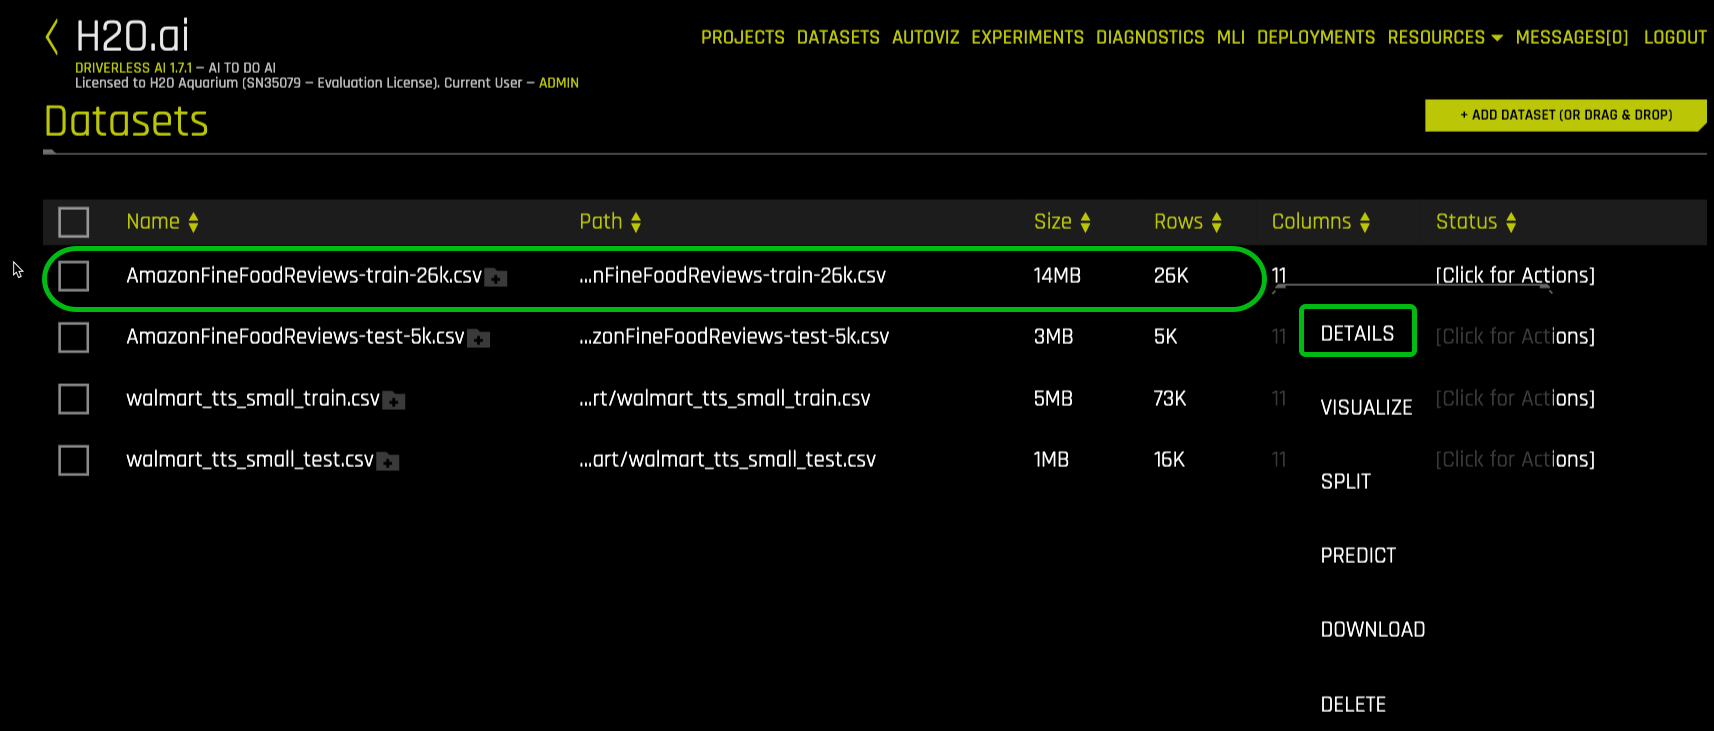 H2O.ai
PROJECTS DATASETS AUTOVIZ EXPERIMENTS DIAGNOSTICS MLI DEPLOYMENTS RESOURCES MESSAGES[0] LOGOUT
DRIVERLESS AI 1.7.1 – AI TO DO AI
Licensed to H2O Aquarium (SN35079 – Evaluation License). Current User – ADMIN
Datasets
+ ADD DATASET (OR DRAG & DROP)
Name Path Size Rows Columns Status
AmazonFineFoodReviews-train-26k.csv ...nFineFoodReviews-train-26k.csv 14MB 26K 11 [Click for Actions]
AmazonFineFoodReviews-test-5k.csv ...zonFineFoodReviews-test-5k.csv 3MB 5K 11 [Click for Actions]
DETAILS
walmart_tts_small_train.csv ...rt/walmart_tts_small_train.csv 5MB 73K 11 [Click for Actions]
VISUALIZE
walmart_tts_small_test.csv ...art/walmart_tts_small_test.csv 1MB 16K 11 [Click for Actions]
SPLIT
PREDICT
DOWNLOAD
DELETE